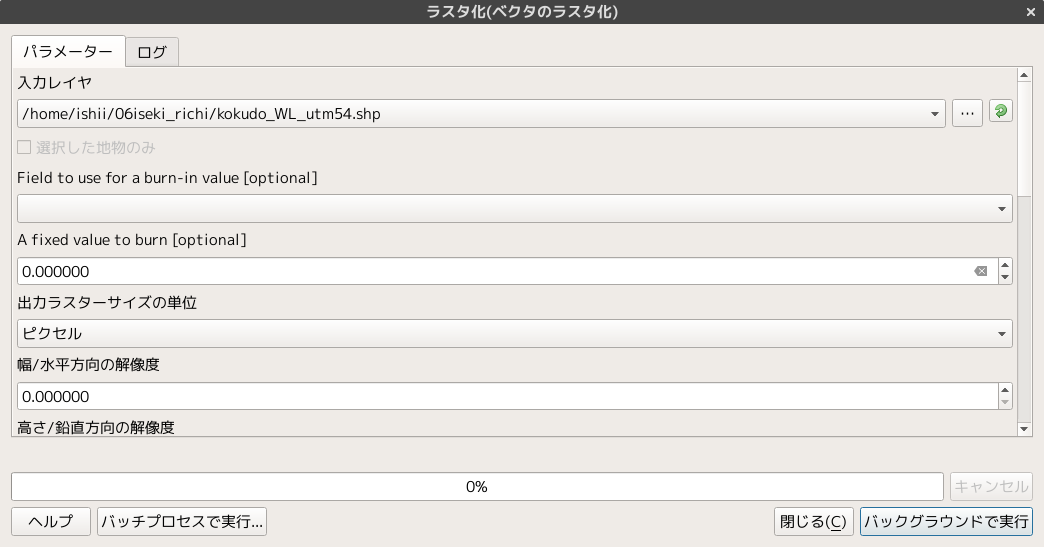 ラスタ化(ベクタのラスタ化)
パラメーター
ログ
入力レイヤ
/home/ishii/06iseki_richi/kokudo_WL_utm54.shp
…
選択した地物のみ
Field to use for a burn-in value [optional]
A fixed value to burn [optional]
0.000000
出力ラスターサイズの単位
ピクセル
幅/水平方向の解像度
0.000000
高さ/鉛直方向の解像度
0%
キャンセル
ヘルプ
バッチプロセスで実行...
閉じる(C)
バックグラウンドで実行